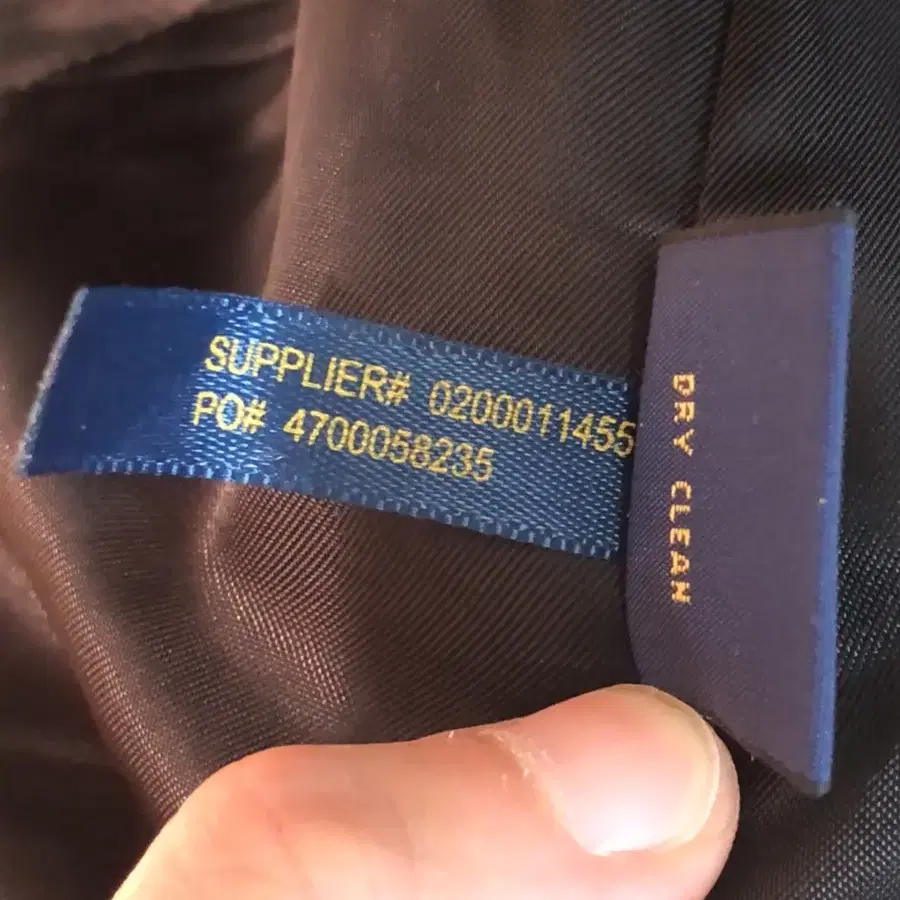 SUPPLIER# 0200011455
PO# 4700058235
DRY CLEAN